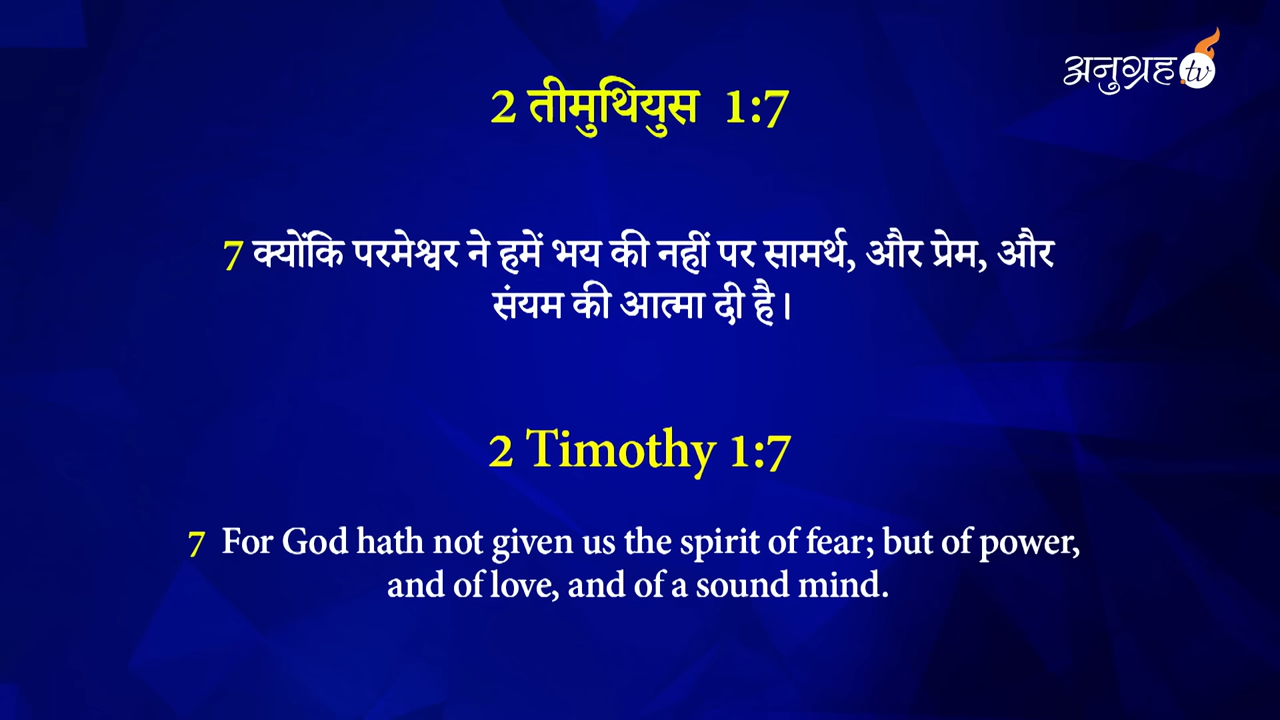 अनुग्रह.tv
2 तीमुथियुस 1:7
7 क्योंकि परमेश्वर ने हमें भय की नहीं पर सामर्थ, और प्रेम, और
संयम की आत्मा दी है।
2 Timothy 1:7
7 For God hath not given us the spirit of fear; but of power,
and of love, and of a sound mind.